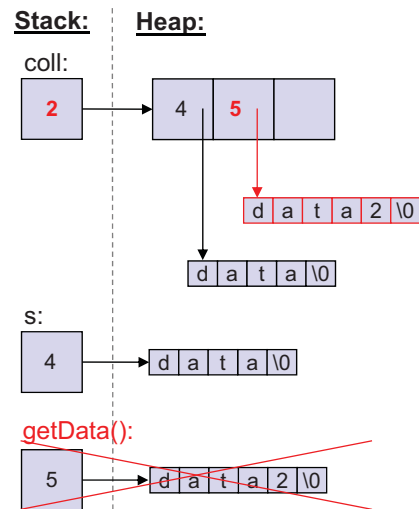 Stack: Heap:
coll:
2 4 5
d a t a 2 \0
d a t a \0
s:
4 d a t a \0
getData():
5 d a t a 2 \0